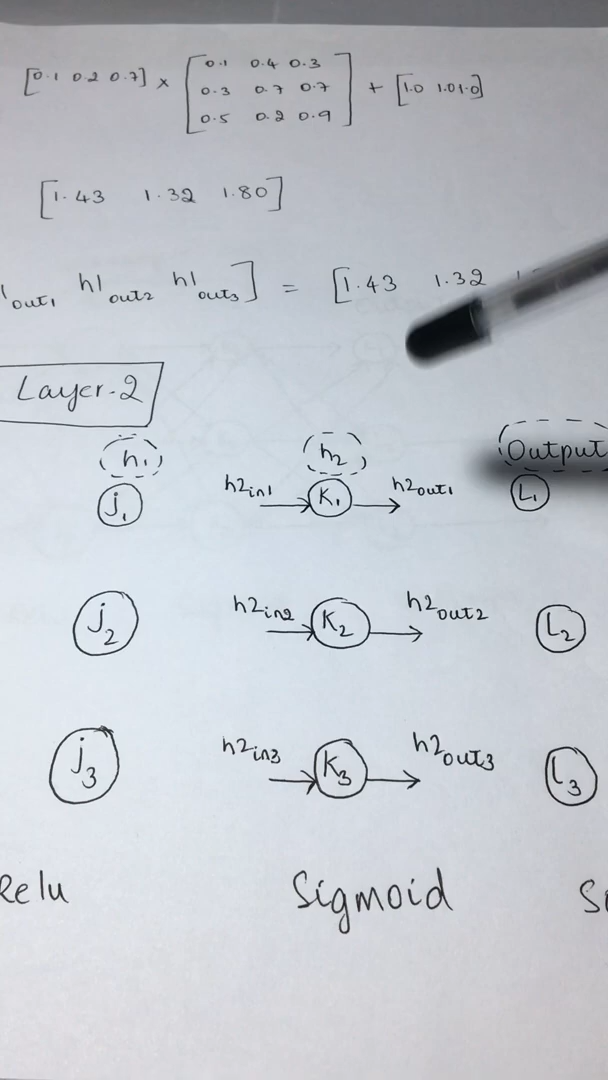 [0.1 0.2 0.7] × [0.1 0.4 0.3
0.3 0.7 0.7
0.5 0.2 0.9] + [1.0 1.0 1.0]
[1.43 1.32 1.80]
out1 h1out2 h1out3] = [1.43 1.32
Layer-2
h1 h2 Output
j1 h2in1 K1 h2out1 L1
j2 h2in2 K2 h2out2 L2
j3 h2in3 K3 h2out3 L3
Relu Sigmoid